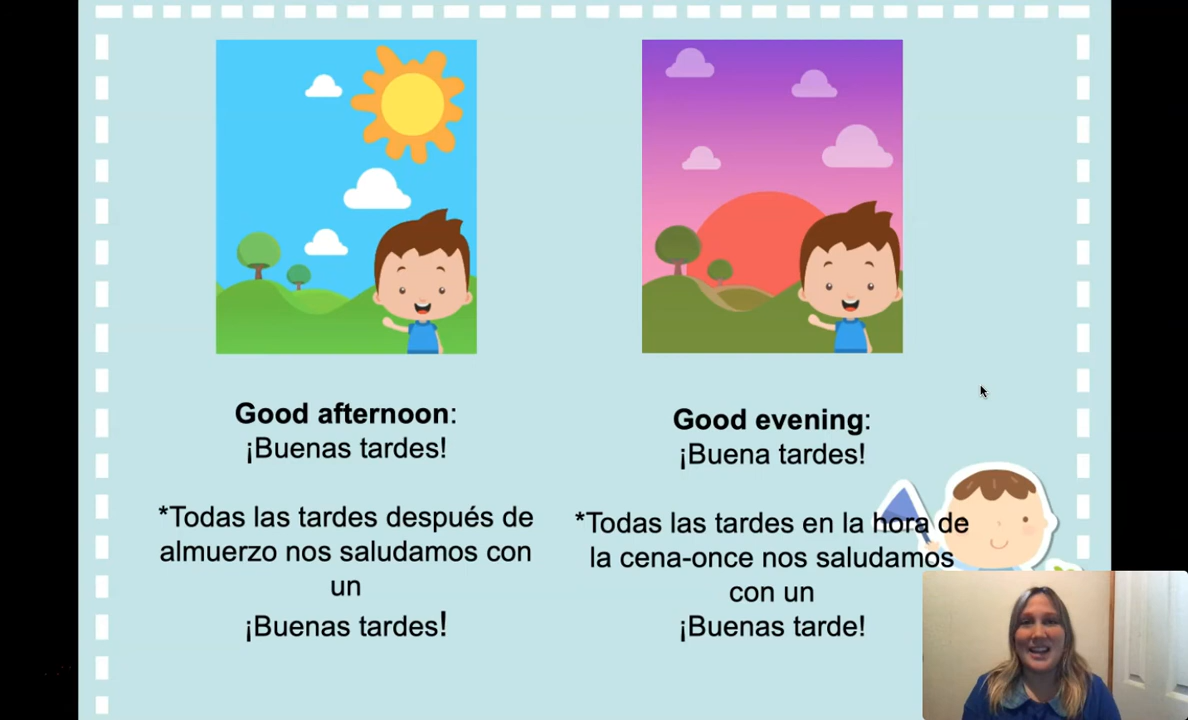 Good afternoon:
¡Buenas tardes!
*Todas las tardes después de
almuerzo nos saludamos con
un
¡Buenas tardes!
Good evening:
¡Buena tardes!
*Todas las tardes en la hora de
la cena-once nos saludamos
con un
¡Buenas tarde!